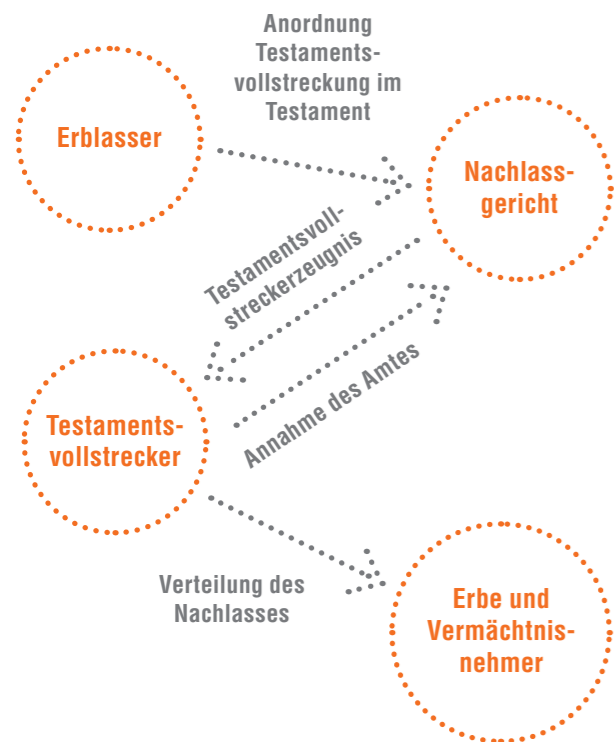 Anordnung
Testaments-
vollstreckung im
Testament
Erblasser
Nachlass-
gericht
Testamentsvoll-
streckerzeugnis
Annahme des Amtes
Testaments-
vollstrecker
Verteilung des
Nachlasses
Erbe und
Vermächtnis-
nehmer